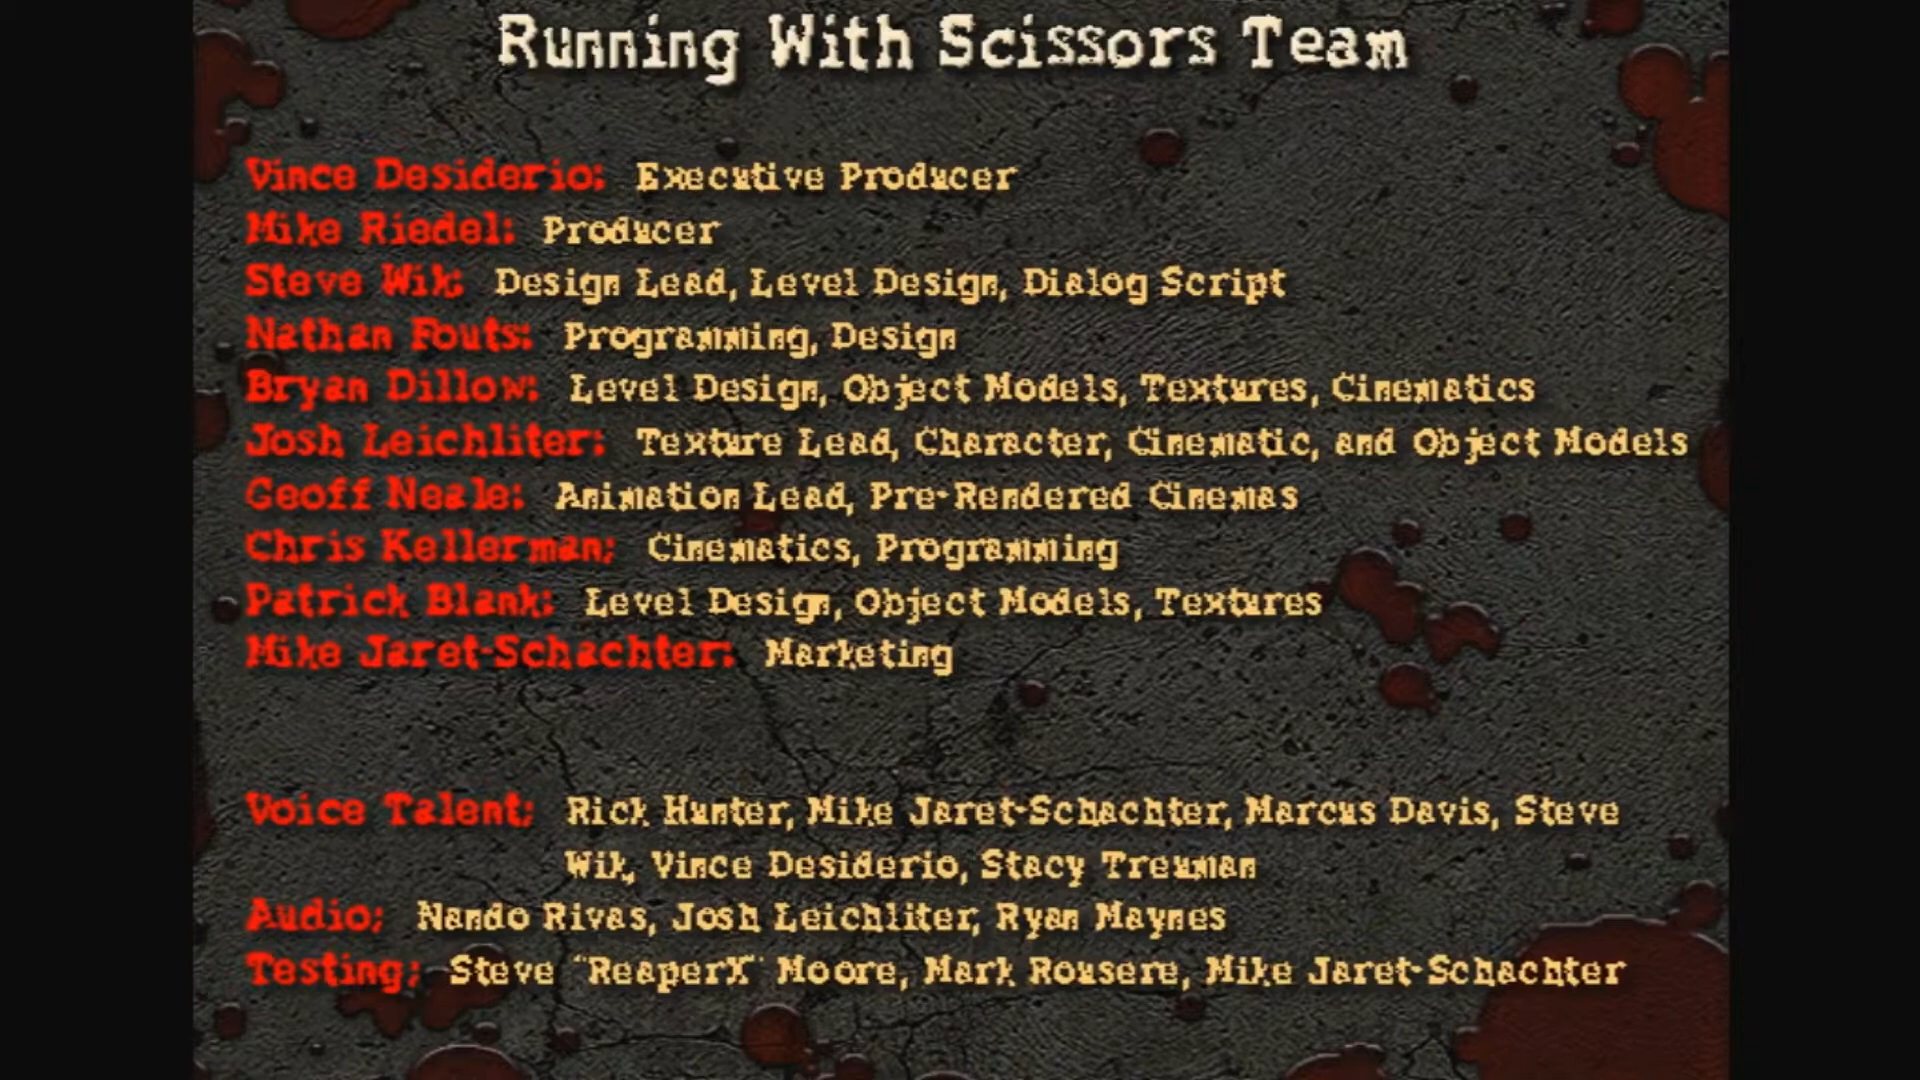 Running With Scissors Team
Vince Desiderio: Executive Producer
Mike Riedel: Producer
Steve Wik: Design Lead, Level Design, Dialog Script
Nathan Fouts: Programming, Design
Bryan Dillow: Level Design, Object Models, Textures, Cinematics
Josh Leichliter: Texture Lead, Character, Cinematic, and Object Models
Geoff Neale: Animation Lead, Pre-Rendered Cinemas
Chris Kellerman: Cinematics, Programming
Patrick Blank: Level Design, Object Models, Textures
Mike Jaret-Schachter: Marketing
Voice Talent: Rick Hunter, Mike Jaret-Schachter, Marcus Davis, Steve
Wik, Vince Desiderio, Stacy Treuman
Audio: Nando Rivas, Josh Leichliter, Ryan Maynes
Testing: Steve "ReaperX" Moore, Mark Rousere, Mike Jaret-Schachter